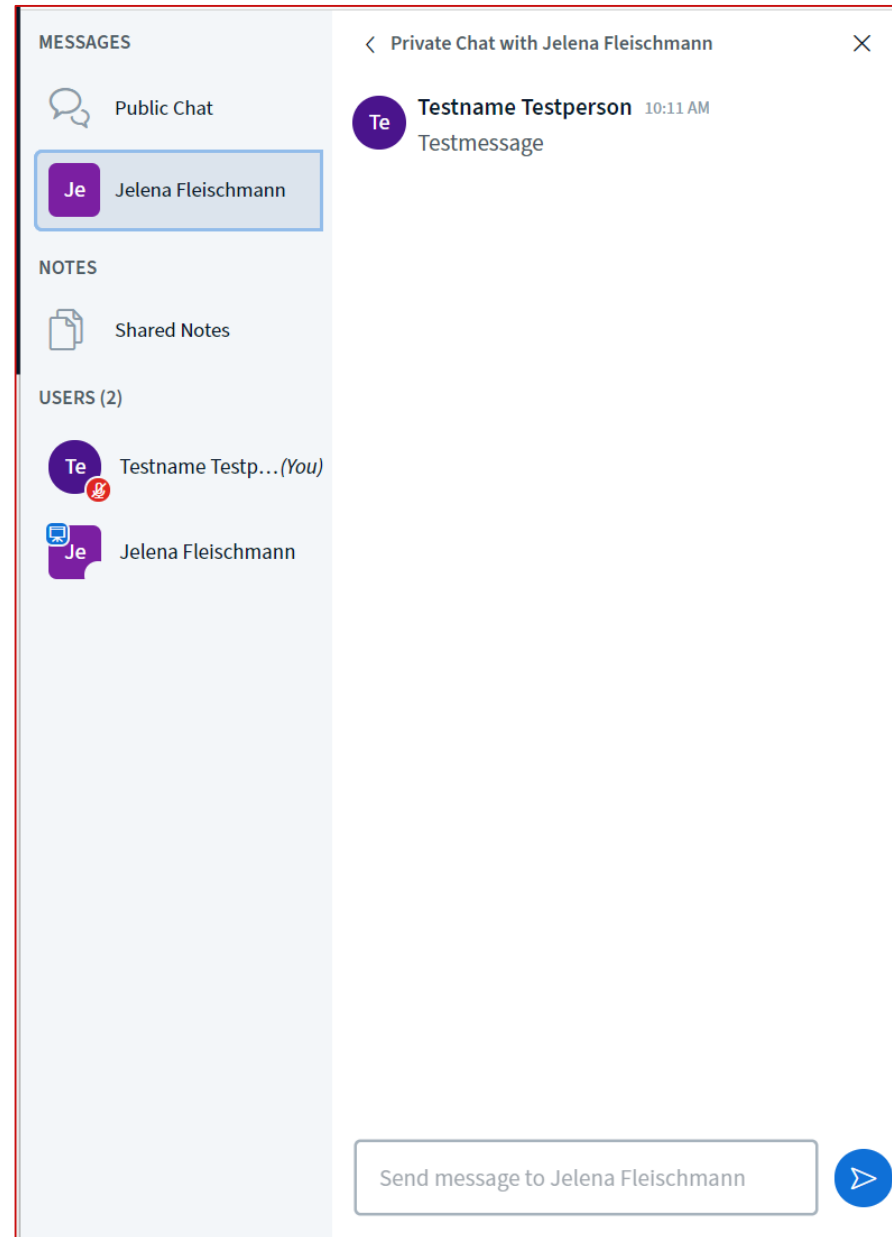 MESSAGES
Public Chat
Je Jelena Fleischmann
NOTES
Shared Notes
USERS (2)
Te Testname Testp...(You)
Je Jelena Fleischmann
Private Chat with Jelena Fleischmann
Te Testname Testperson 10:11 AM
Testmessage
Send message to Jelena Fleischmann